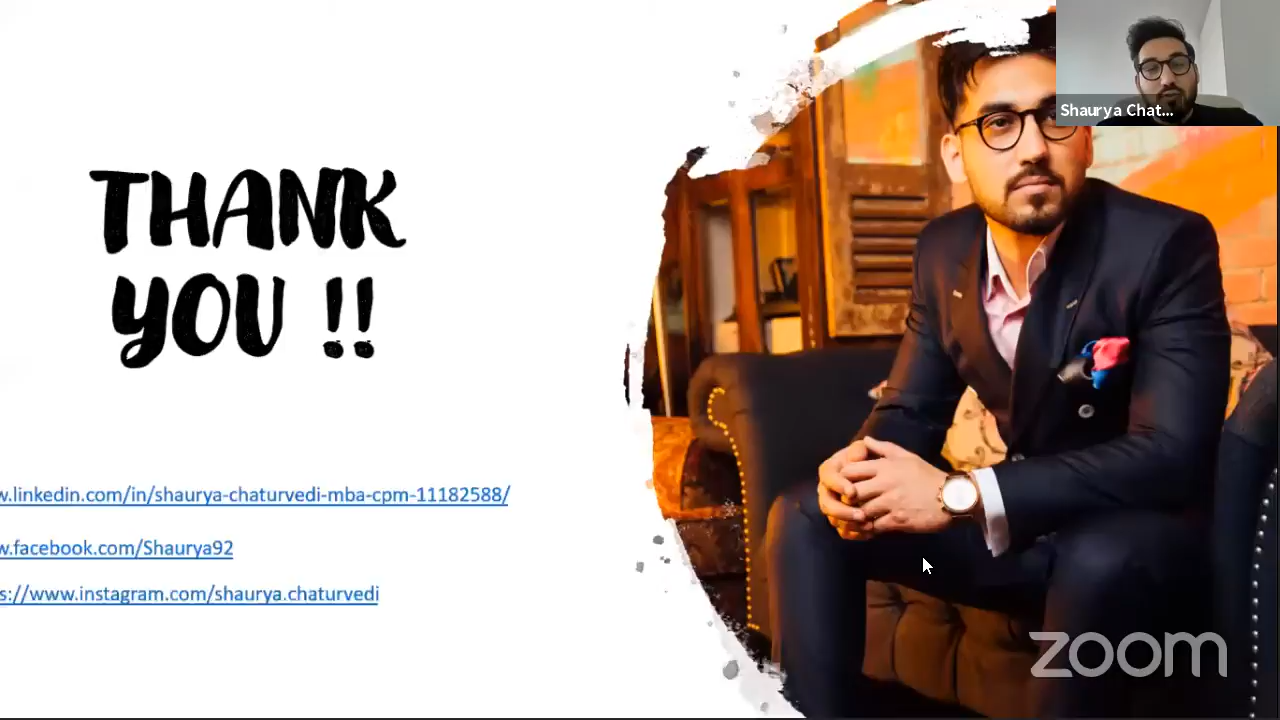 Shaurya Chat...
THANK
YOU !!
w.linkedin.com/in/shaurya-chaturvedi-mba-cpm-11182588/
w.facebook.com/Shaurya92
s://www.instagram.com/shaurya.chaturvedi
zoom